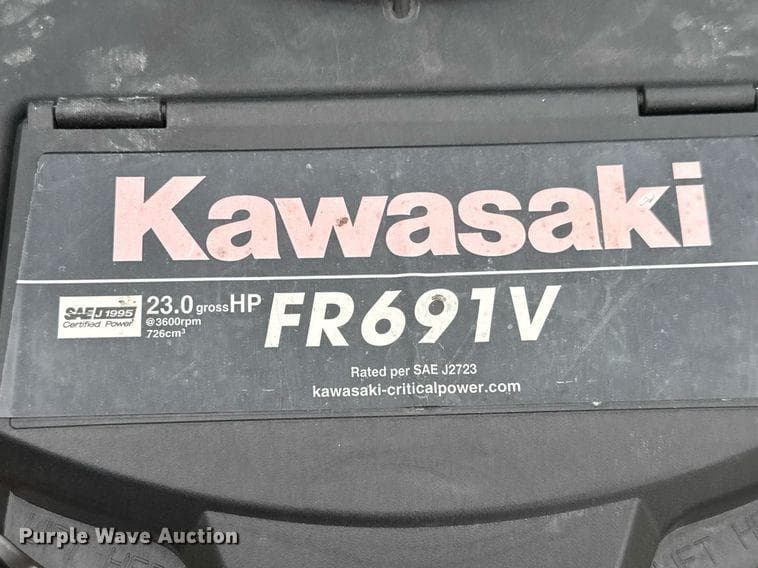 Kawasaki
SAE J1995
Certified Power
23.0 gross HP
@3600rpm
726cm³
FR691V
Rated per SAE J2723
kawasaki-criticalpower.com
Purple Wave Auction